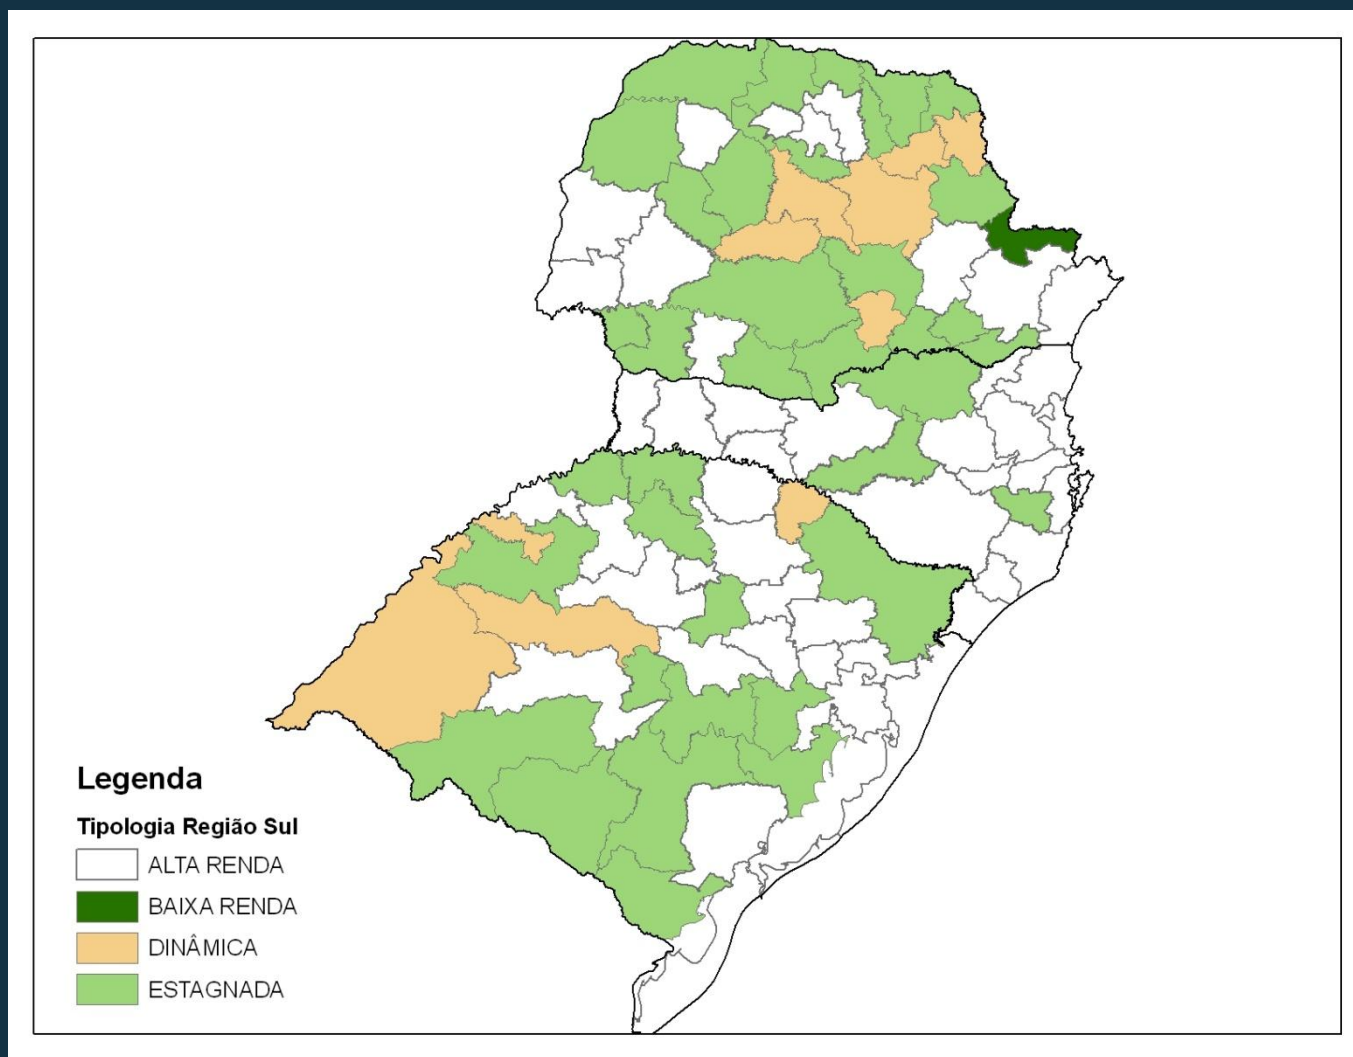 Legenda
Tipologia Região Sul
ALTA RENDA
BAIXA RENDA
DINÂMICA
ESTAGNADA